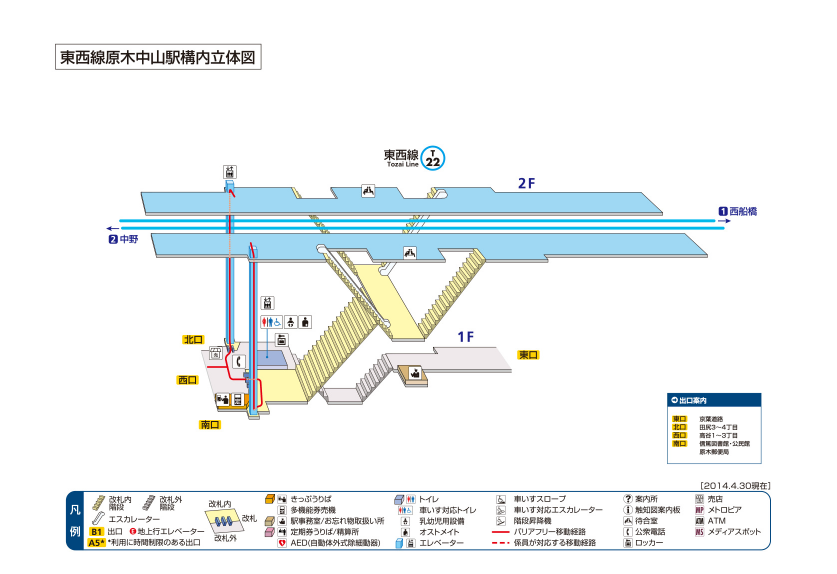 東西線原木中山駅構内立体図
東西線
Tozai Line
T
22
2F
1 西船橋
2 中野
1F
北口
西口
南口
東口
出口案内
東口 京葉道路
北口 田尻3～4丁目
西口 高谷1～3丁目
南口 信篤図書館・公民館
原木郵便局
[2014.4.30現在]
凡例
改札内
階段
改札外
階段
エスカレーター
B1 出口
E 地上行エレベーター
A5* *利用に時間制限のある出口
改札内
改札
改札外
きっぷうりば
多機能券売機
駅事務室/お忘れ物取扱い所
定期券うりば/精算所
AED(自動体外式除細動器)
トイレ
車いす対応トイレ
乳幼児用設備
オストメイト
エレベーター
車いすスロープ
車いす対応エスカレーター
階段昇降機
バリアフリー移動経路
係員が対応する移動経路
? 案内所
触知図案内板
待合室
公衆電話
ロッカー
売店
MP メトロピア
ATM ATM
MS メディアスポット